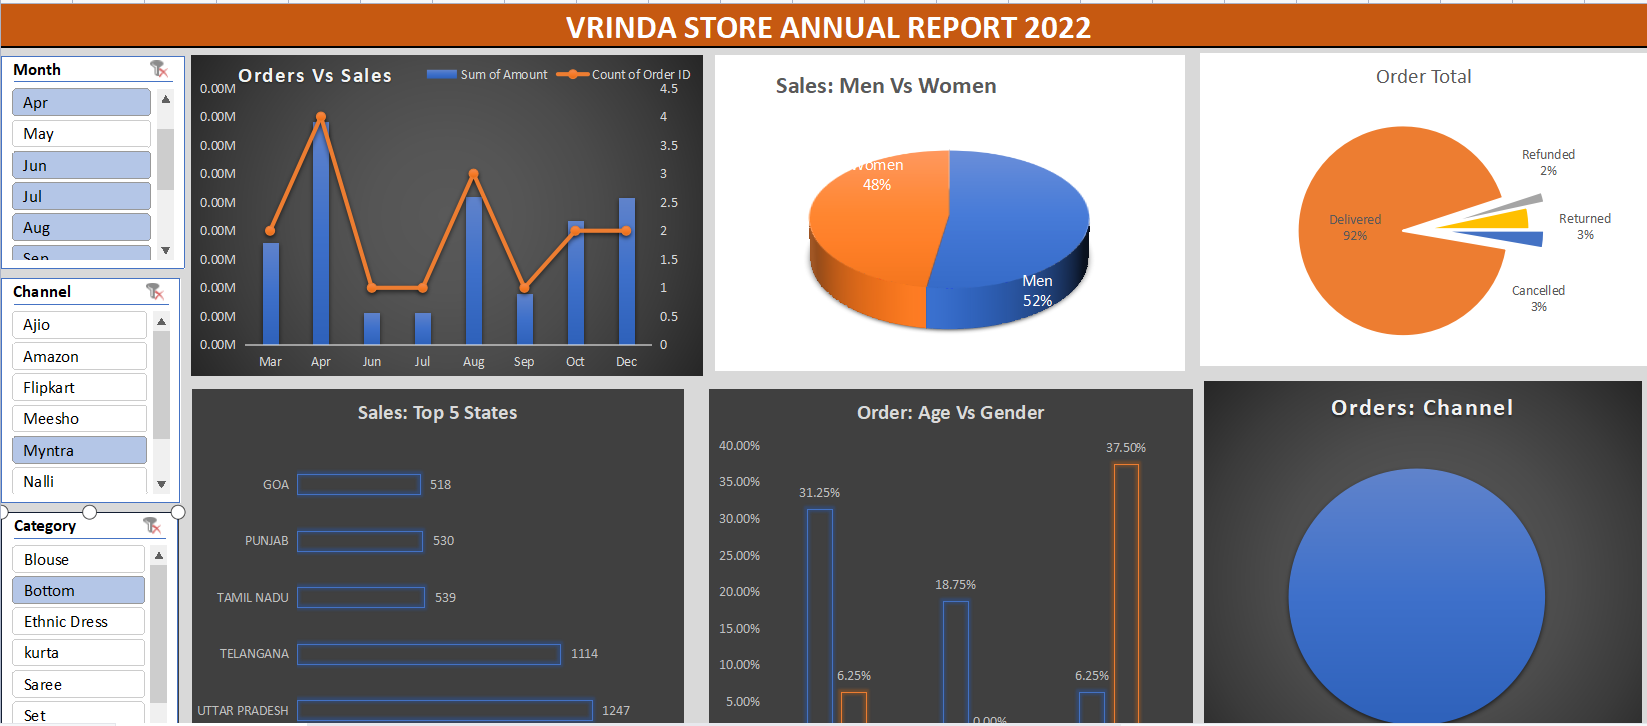 VRINDA STORE ANNUAL REPORT 2022
Month
Apr
May
Jun
Jul
Aug
Sep
Channel
Ajio
Amazon
Flipkart
Meesho
Myntra
Nalli
Category
Blouse
Bottom
Ethnic Dress
kurta
Saree
Set
Orders Vs Sales
Sum of Amount
Count of Order ID
0.00M
0.00M
0.00M
0.00M
0.00M
0.00M
0.00M
0.00M
0.00M
0.00M
4.5
4
3.5
3
2.5
2
1.5
1
0.5
0
Mar Apr Jun Jul Aug Sep Oct Dec
Sales: Men Vs Women
Women
48%
Men
52%
Order Total
Refunded
2%
Delivered
92%
Returned
3%
Cancelled
3%
Sales: Top 5 States
GOA 518
PUNJAB 530
TAMIL NADU 539
TELANGANA 1114
UTTAR PRADESH 1247
Order: Age Vs Gender
40.00%
35.00%
30.00%
25.00%
20.00%
15.00%
10.00%
5.00%
31.25%
6.25%
18.75%
0.00%
6.25%
37.50%
Orders: Channel